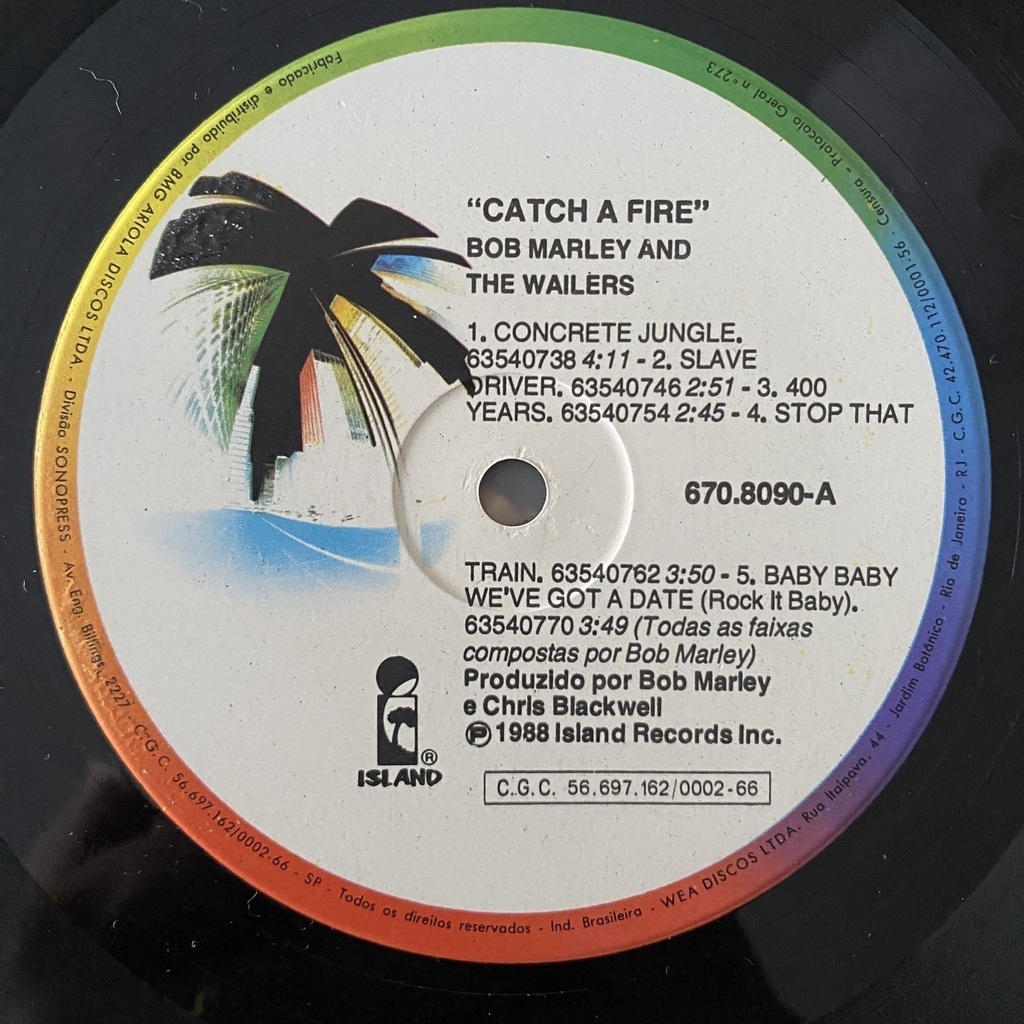 "CATCH A FIRE"
BOB MARLEY AND
THE WAILERS
1. CONCRETE JUNGLE.
63540738 4:11 - 2. SLAVE
DRIVER. 63540746 2:51 - 3. 400
YEARS. 63540754 2:45 - 4. STOP THAT
670.8090-A
TRAIN. 63540762 3:50 - 5. BABY BABY
WE'VE GOT A DATE (Rock It Baby).
63540770 3:49 (Todas as faixas
compostas por Bob Marley)
Produzido por Bob Marley
e Chris Blackwell
℗ 1988 Island Records Inc.
ISLAND ®
C.G.C. 56.697.162/0002-66
Fabricado e distribuído por BMG ARIOLA DISCOS LTDA. - Divisão SONOPRESS - Av. Eng. Billings, 2227 - C.G.C. 56.697.162/0002-66 - SP - Todos os direitos reservados - Ind. Brasileira - WEA DISCOS LTDA. Rua Itaipava, 44 - Jardim Botânico - Rio de Janeiro - RJ - C.G.C. 42.470.112/0001-56 - Censura - Protocolo Geral n° 273